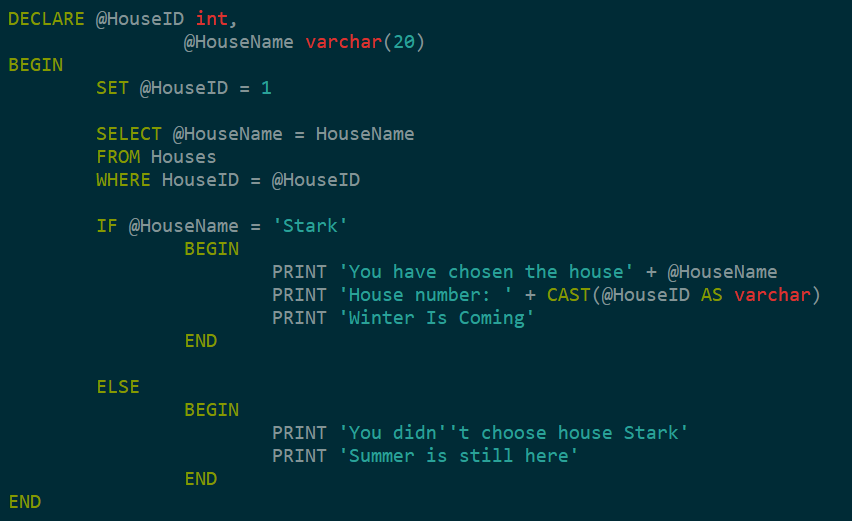 DECLARE @HouseID int,
@HouseName varchar(20)
BEGIN
SET @HouseID = 1
SELECT @HouseName = HouseName
FROM Houses
WHERE HouseID = @HouseID
IF @HouseName = 'Stark'
BEGIN
PRINT 'You have chosen the house' + @HouseName
PRINT 'House number: ' + CAST(@HouseID AS varchar)
PRINT 'Winter Is Coming'
END
ELSE
BEGIN
PRINT 'You didn''t choose house Stark'
PRINT 'Summer is still here'
END
END